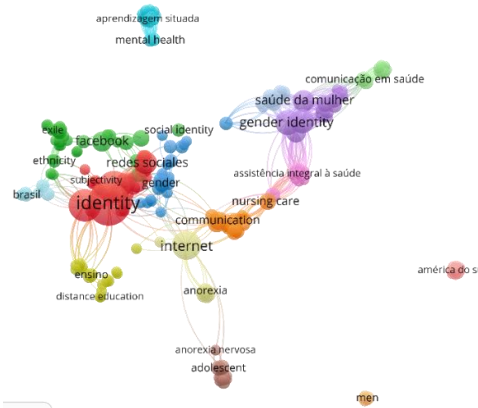 aprendizagem situada
mental health
comunicação em saúde
saúde da mulher
gender identity
exile
facebook
social identity
ethnicity
redes sociales
subjectivity
gender
assistência integral à saúde
brasil
identity
nursing care
communication
internet
ensino
américa do s
distance education
anorexia
anorexia nervosa
adolescent
men